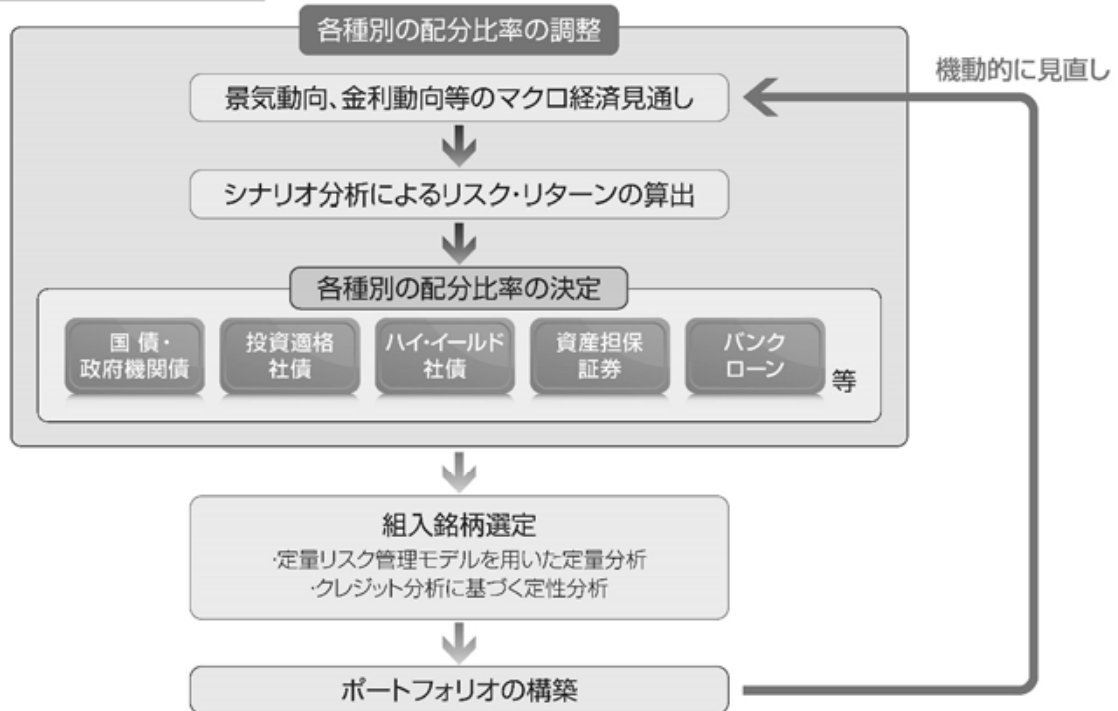 各種別の配分比率の調整
機動的に見直し
景気動向、金利動向等のマクロ経済見通し
シナリオ分析によるリスク・リターンの算出
各種別の配分比率の決定
国 債・
政府機関債
投資適格
社債
ハイ・イールド
社債
資産担保
証券
バンク
ローン
等
組入銘柄選定
・定量リスク管理モデルを用いた定量分析
・クレジット分析に基づく定性分析
ポートフォリオの構築